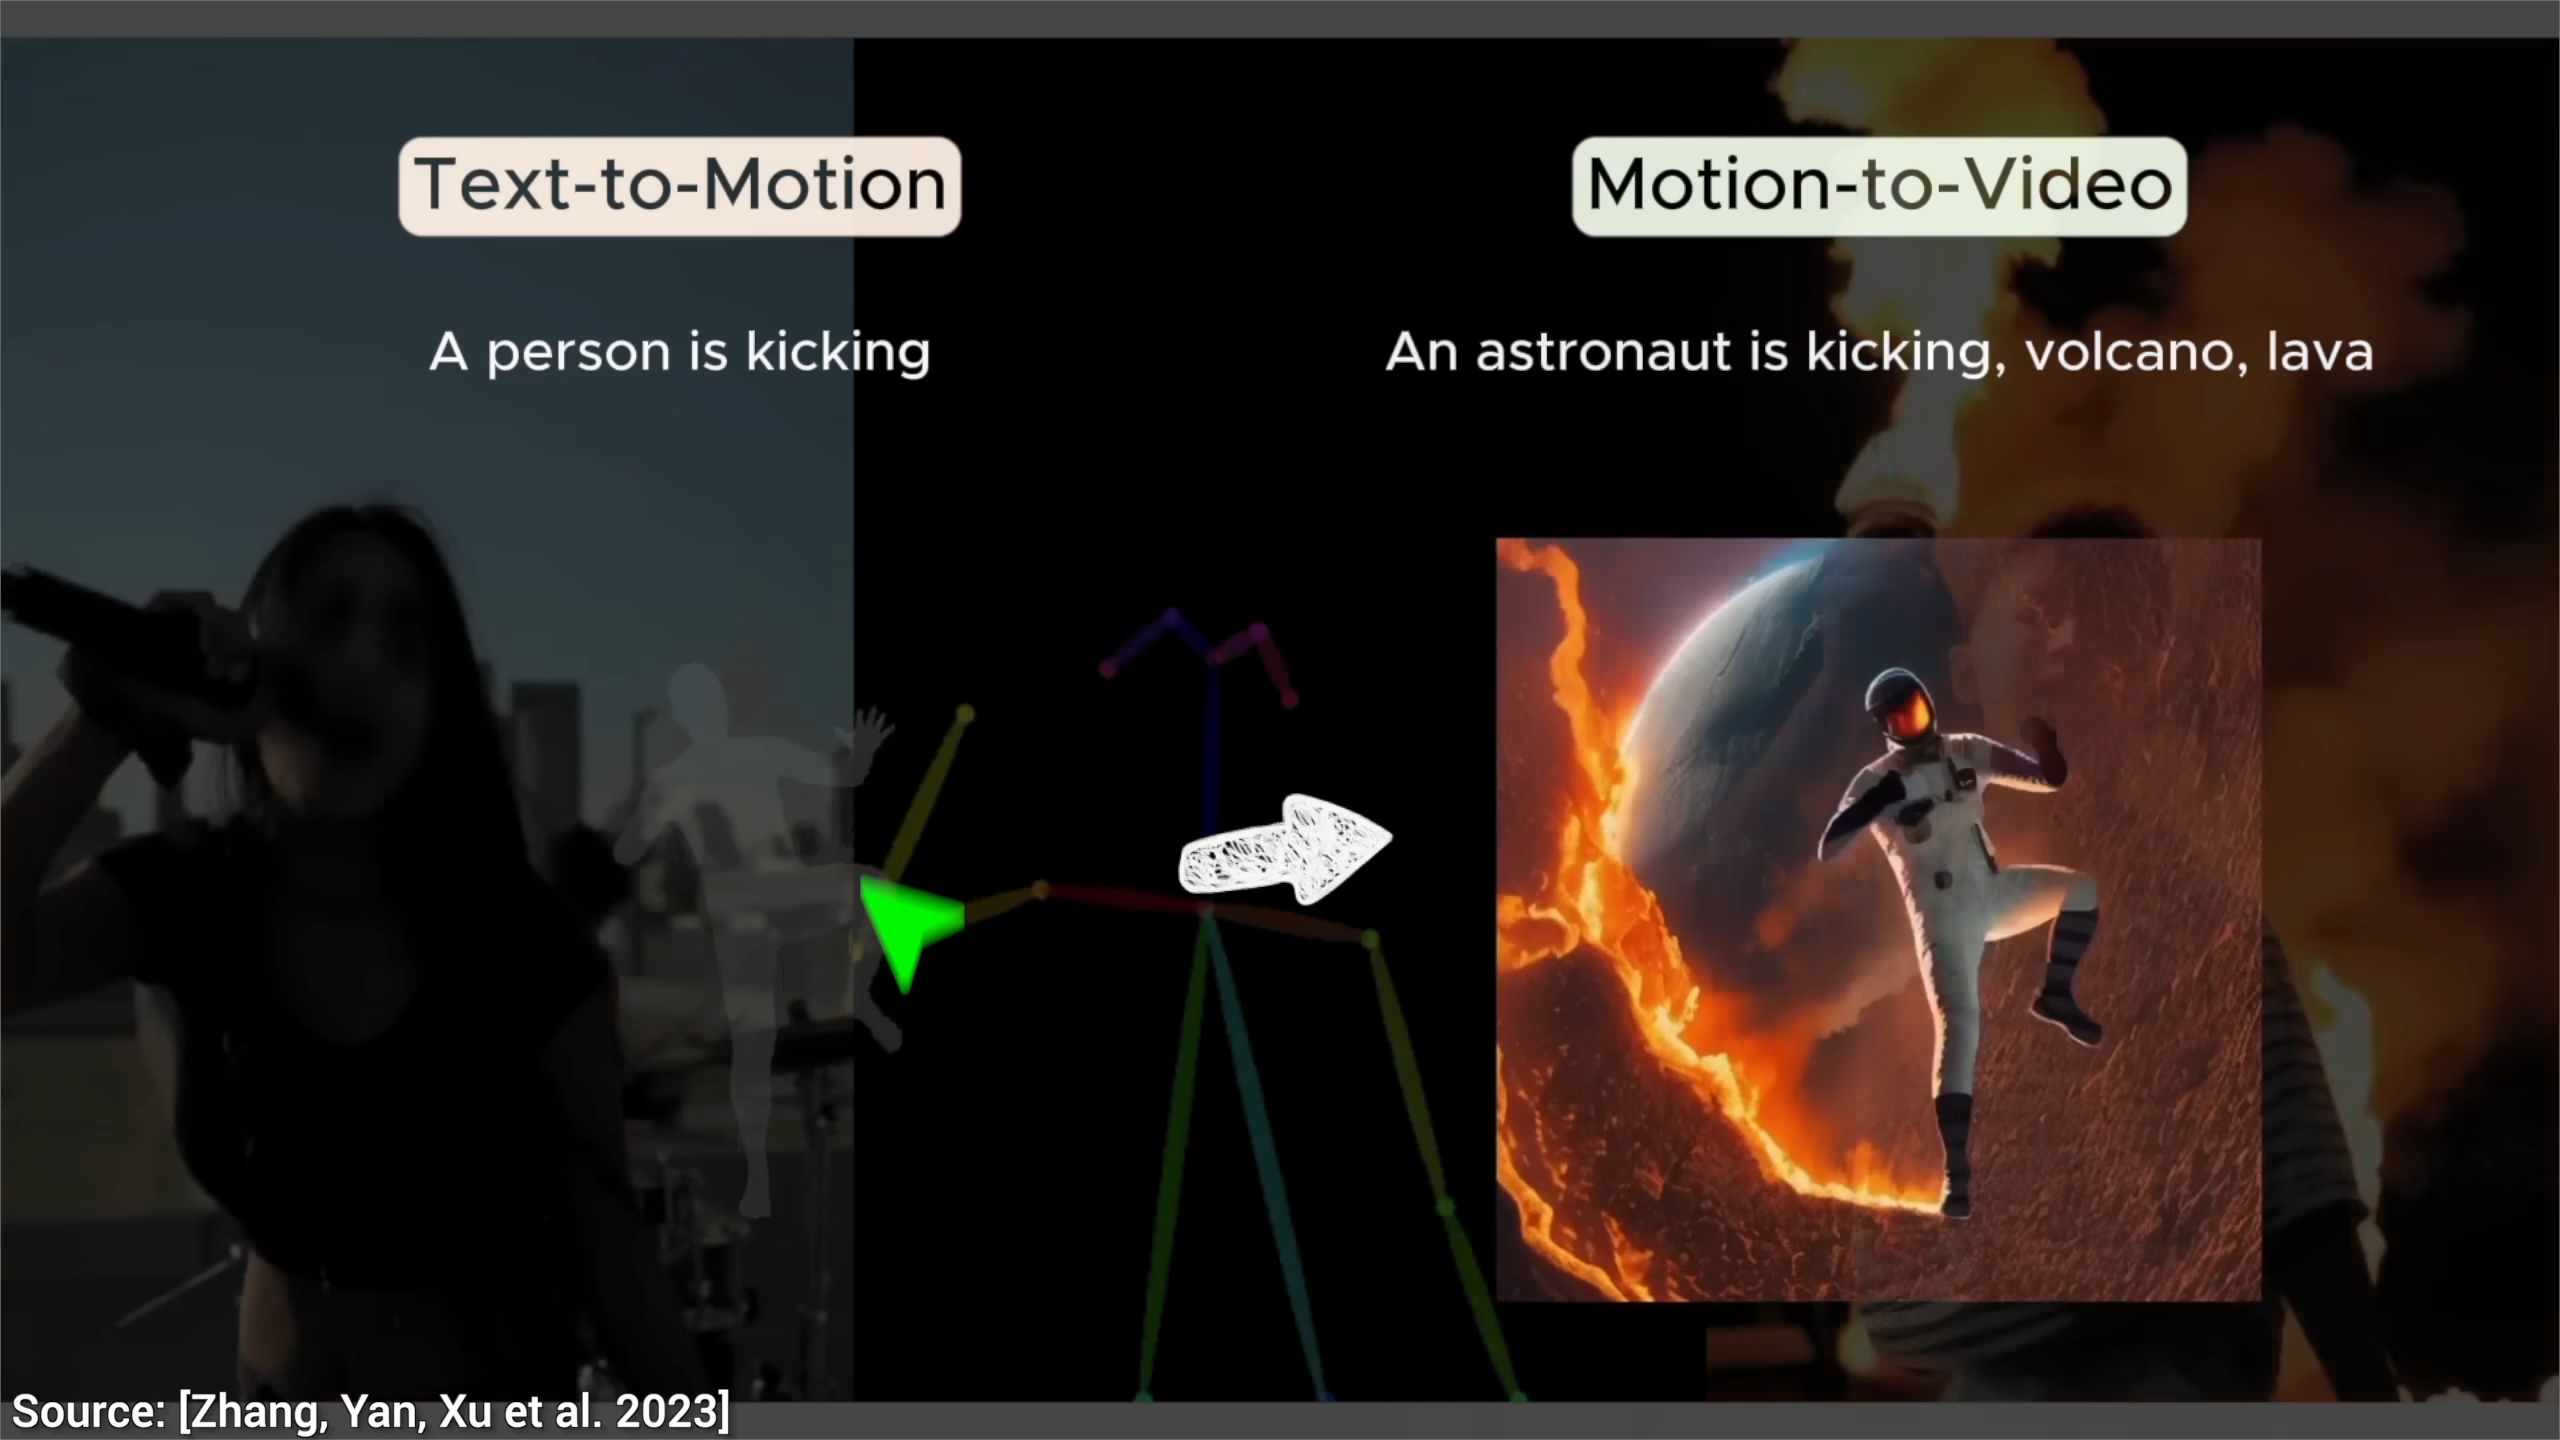 Text-to-Motion
A person is kicking
Motion-to-Video
An astronaut is kicking, volcano, lava
Source: [Zhang, Yan, Xu et al. 2023]